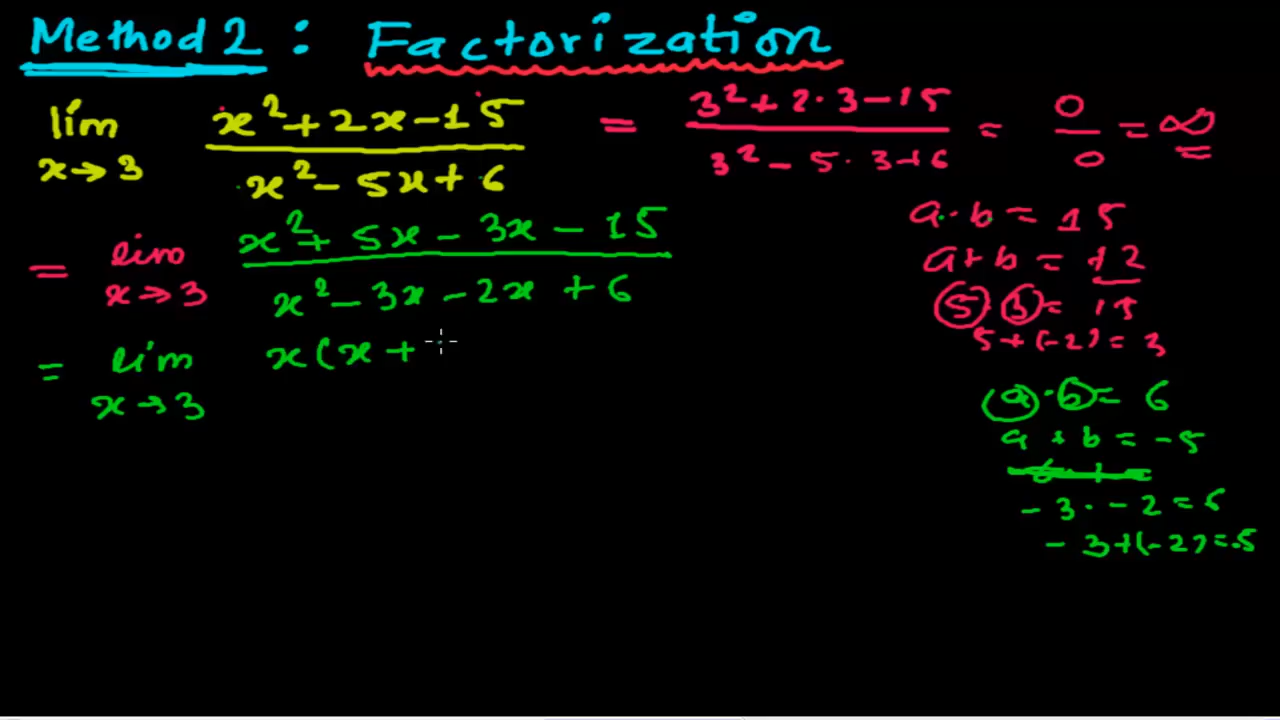 Method 2 : Factorization
lim x→3 (x² + 2x - 15)/(x² - 5x + 6) = (3² + 2·3 - 15)/(3² - 5·3 + 6) = 0/0 = ∞
= lim x→3 (x² + 5x - 3x - 15)/(x² - 3x - 2x + 6)
= lim x→3 x(x +
a·b = 15
a+b = +2
5·3 = 15
5+(-2) = 3
a·b = 6
a + b = -5
-3·-2 = 6
-3+(-2) = -5